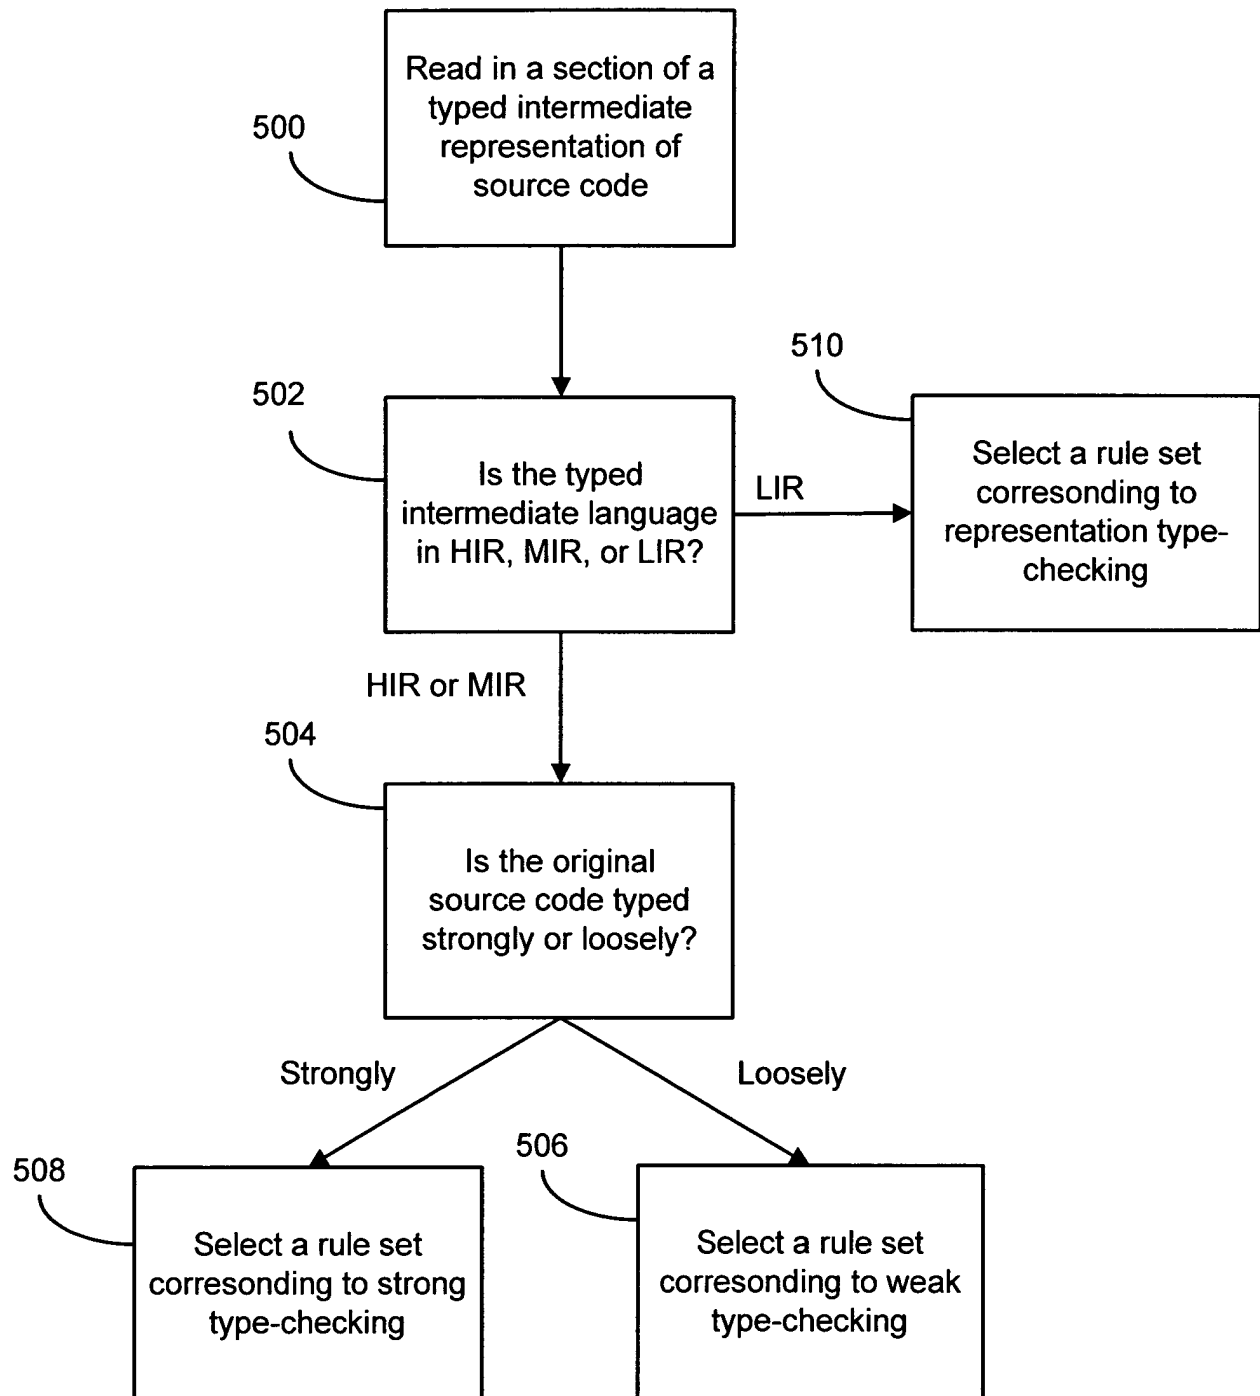 Read in a section of a
typed intermediate
representation of
source code
500
502
Is the typed
intermediate language
in HIR, MIR, or LIR?
LIR
510
Select a rule set
corresonding to
representation type-
checking
HIR or MIR
504
Is the original
source code typed
strongly or loosely?
Strongly
Loosely
508
Select a rule set
corresonding to strong
type-checking
506
Select a rule set
corresonding to weak
type-checking